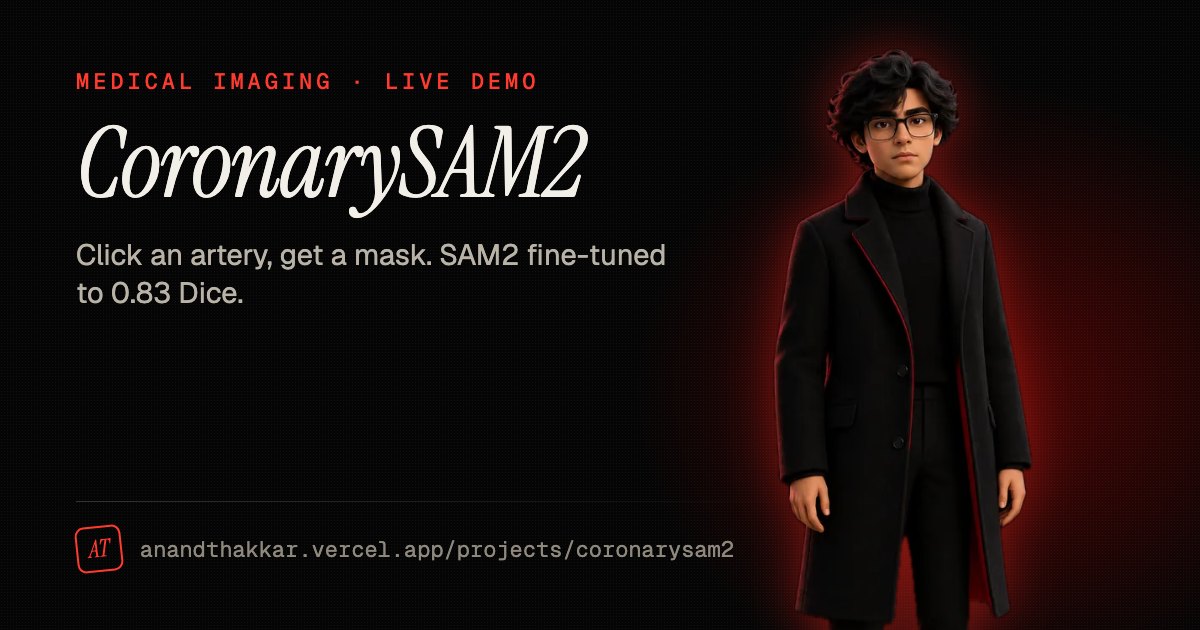 MEDICAL IMAGING · LIVE DEMO
CoronarySAM2
Click an artery, get a mask. SAM2 fine-tuned
to 0.83 Dice.
AT
anandthakkar.vercel.app/projects/coronarysam2